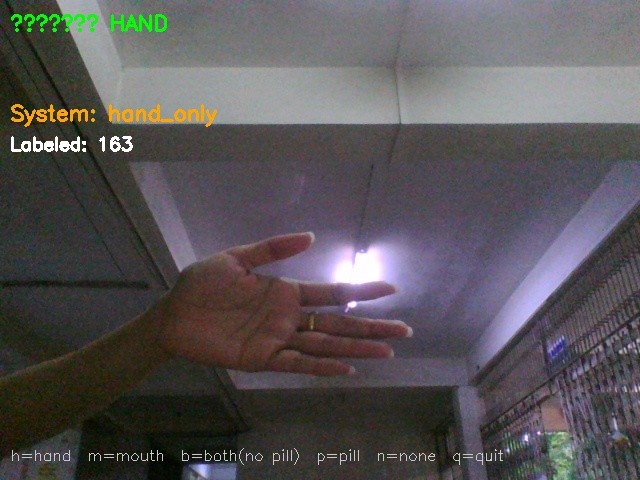 ??????? HAND
System: hand_only
Labeled: 163
h=hand m=mouth b=both(no pill) p=pill n=none q=quit